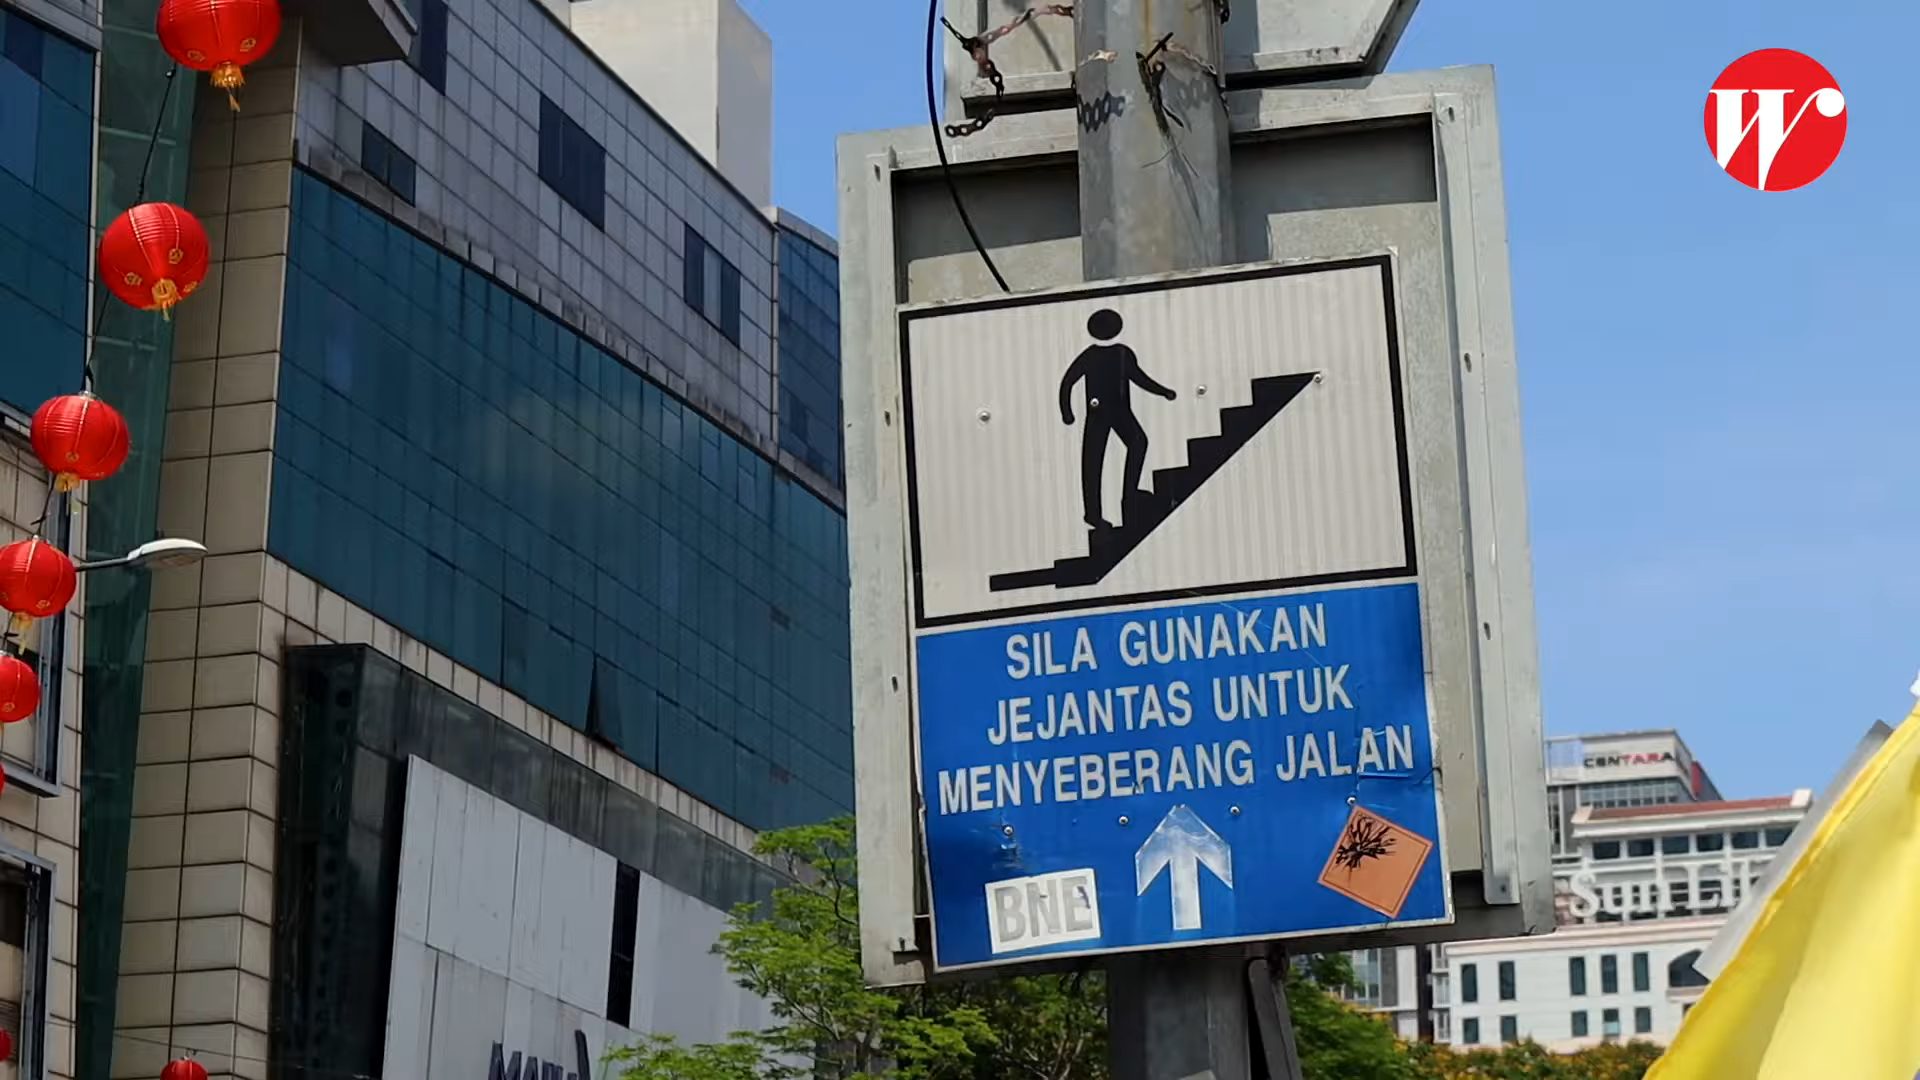 W
SILA GUNAKAN
JEJANTAS UNTUK
MENYEBERANG JALAN
BNE
CENTARA